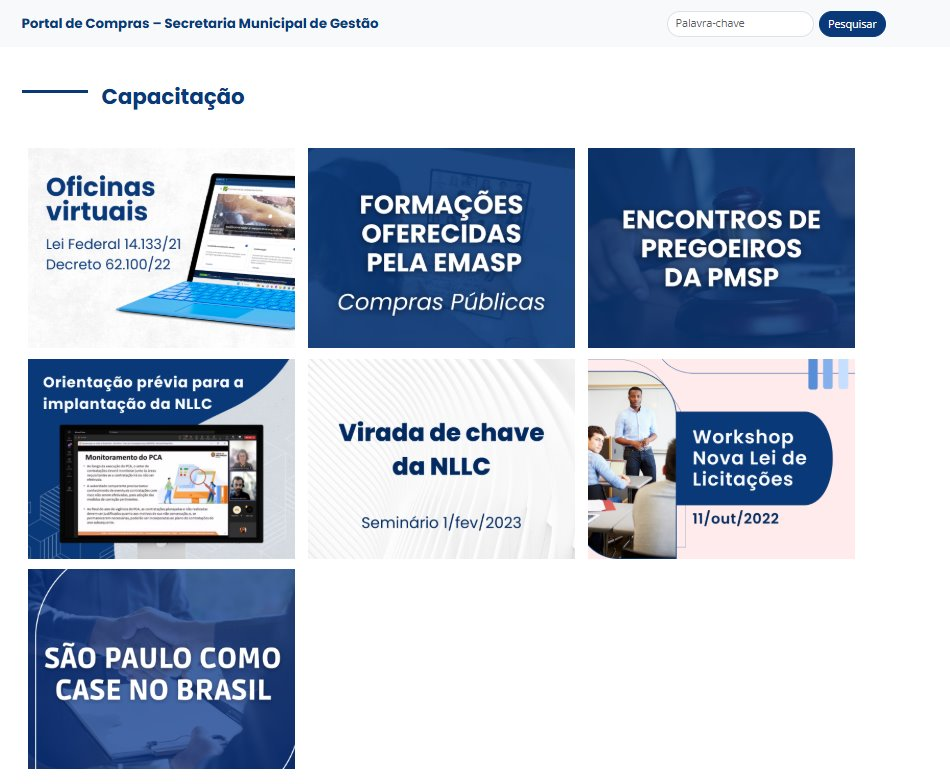 Portal de Compras – Secretaria Municipal de Gestão
Palavra-chave
Pesquisar
Capacitação
Oficinas
virtuais
Lei Federal 14.133/21
Decreto 62.100/22
FORMAÇÕES
OFERECIDAS
PELA EMASP
Compras Públicas
ENCONTROS DE
PREGOEIROS
DA PMSP
Orientação prévia para a
implantação da NLLC
Monitoramento do PCA
Virada de chave
da NLLC
Seminário 1/fev/2023
Workshop
Nova Lei de
Licitações
11/out/2022
SÃO PAULO COMO
CASE NO BRASIL